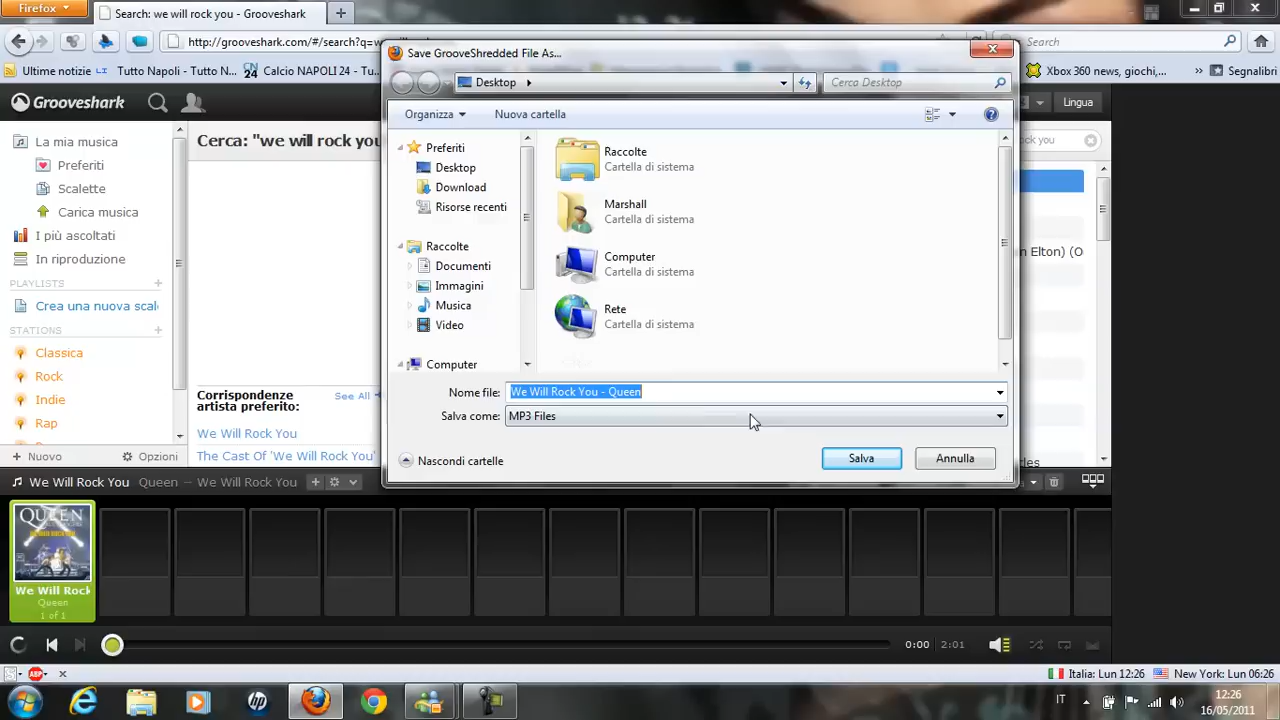 Firefox
Search: we will rock you - Grooveshark
http://grooveshark.com/#/search?q=w
Search
Ultime notizie
Tutto Napoli - Tutto N...
Calcio NAPOLI 24 - Tu...
Xbox 360 news, giochi,...
Segnalibri
Grooveshark
Lingua
La mia musica
Preferiti
Scalette
Carica musica
I più ascoltati
In riproduzione
PLAYLISTS
Crea una nuova scal
STATIONS
Classica
Rock
Indie
Rap
Nuovo
Opzioni
Cerca: "we will rock you
ck you
n Elton) (O
Corrispondenze
artista preferito:
See All
We Will Rock You
The Cast Of 'We Will Rock You'
Save GrooveShredded File As...
Desktop
Cerca Desktop
Organizza
Nuova cartella
Preferiti
Desktop
Download
Risorse recenti
Raccolte
Documenti
Immagini
Musica
Video
Computer
Raccolte
Cartella di sistema
Marshall
Cartella di sistema
Computer
Cartella di sistema
Rete
Cartella di sistema
Nome file:
We Will Rock You - Queen
Salva come:
MP3 Files
Nascondi cartelle
Salva
Annulla
We Will Rock You Queen — We Will Rock You
QUEEN
We Will Rock
Queen
1 of 1
0:00
2:01
ABP
Italia: Lun 12:26
New York: Lun 06:26
hp
IT
12:26
16/05/2011